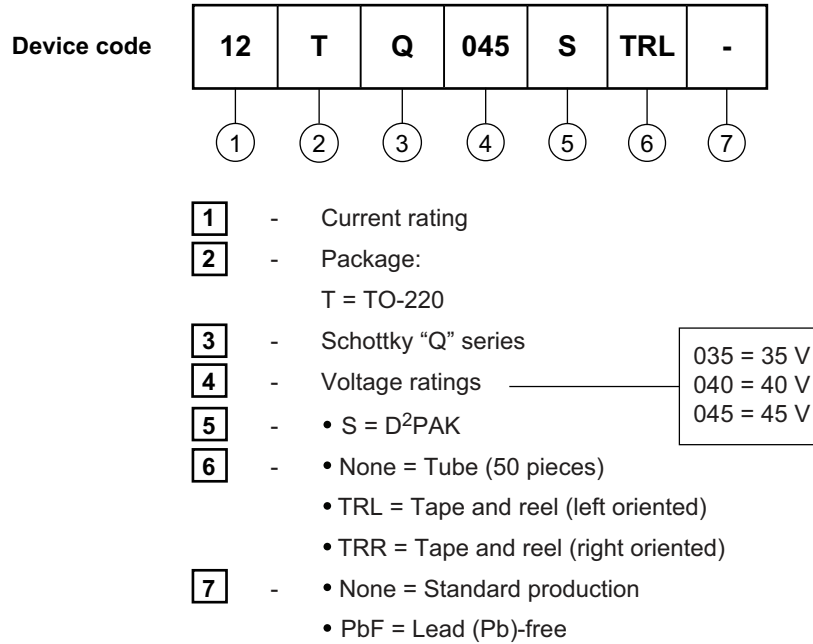 Device code 12 T Q 045 S TRL -
1 2 3 4 5 6 7
1 - Current rating
2 - Package:
T = TO-220
3 - Schottky “Q” series
4 - Voltage ratings
035 = 35 V
040 = 40 V
045 = 45 V
5 - • S = D2PAK
6 - • None = Tube (50 pieces)
• TRL = Tape and reel (left oriented)
• TRR = Tape and reel (right oriented)
7 - • None = Standard production
• PbF = Lead (Pb)-free